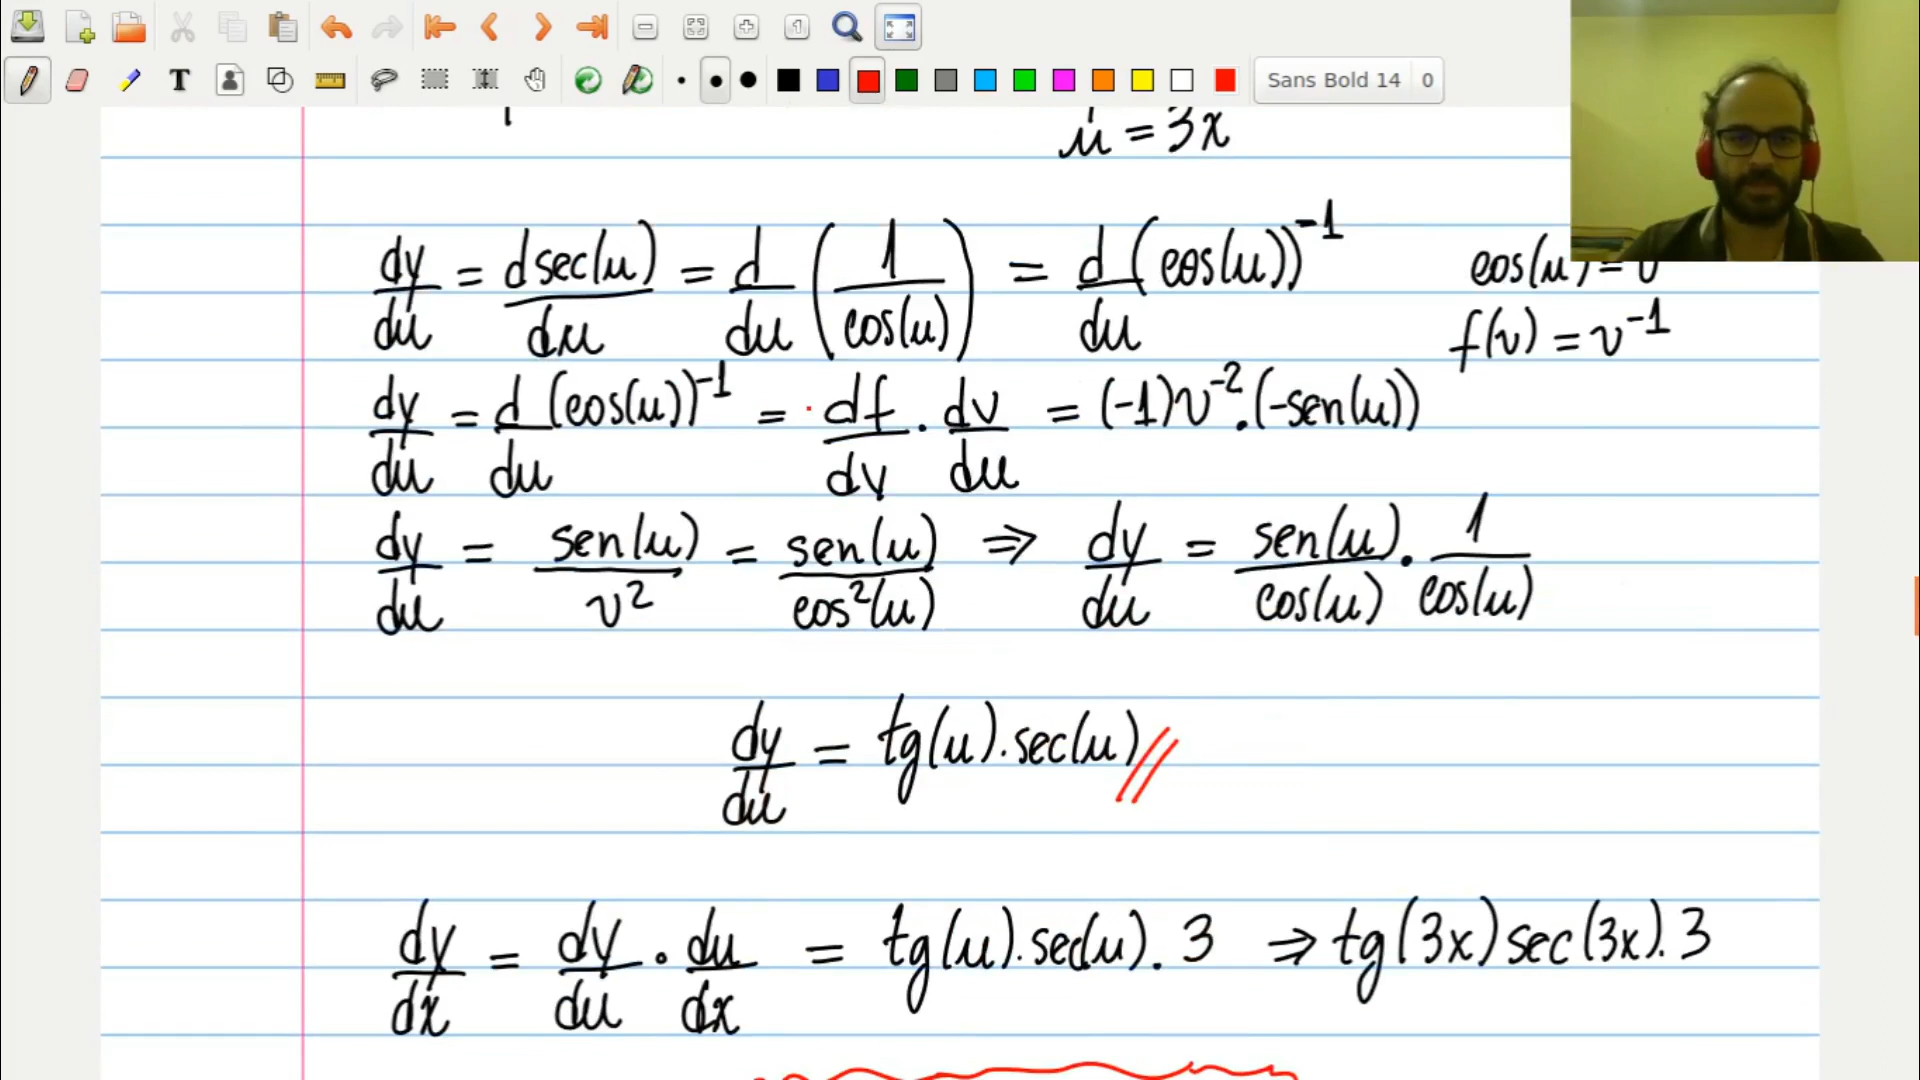 T Sans Bold 14 0
u = 3x
dy/du = d sec(u)/du = d/du (1/cos(u)) = d/du (cos(u))^-1 cos(u) = v
f(v) = v^-1
dy/du = d/du (cos(u))^-1 = df/dv · dv/du = (-1)v^-2 · (-sen(u))
dy/du = sen(u)/v^2 = sen(u)/cos^2(u) ⇒ dy/du = sen(u)/cos(u) · 1/cos(u)
dy/du = tg(u) · sec(u) //
dy/dx = dy/du · du/dx = tg(u) · sec(u) · 3 ⇒ tg(3x) sec(3x) · 3